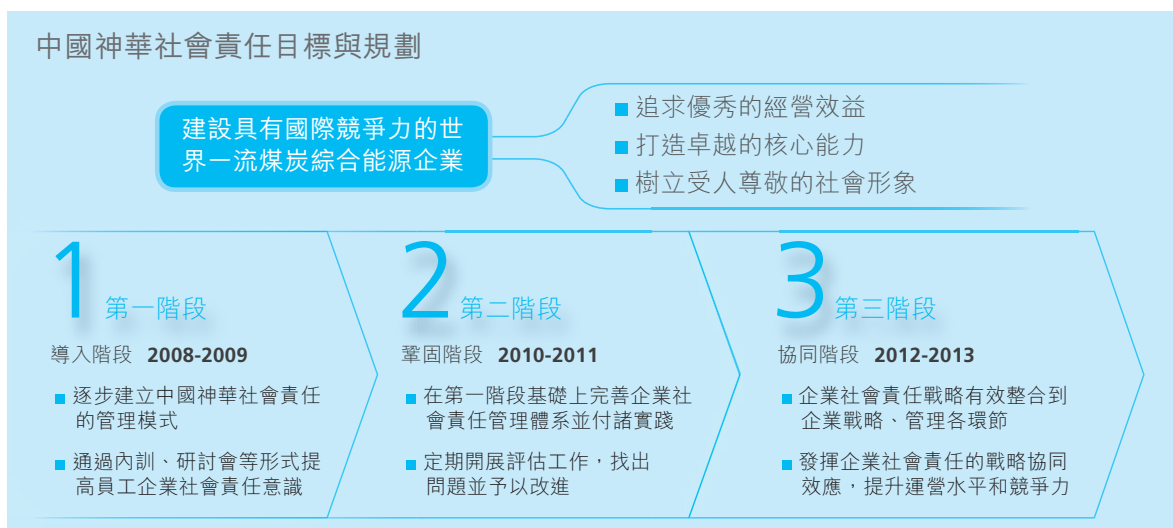 中國神華社會責任目標與規劃
建設具有國際競爭力的世
界一流煤炭綜合能源企業
追求優秀的經營效益
打造卓越的核心能力
樹立受人尊敬的社會形象
1 第一階段
導入階段 2008-2009
逐步建立中國神華社會責任
的管理模式
通過內訓、研討會等形式提
高員工企業社會責任意識
2 第二階段
鞏固階段 2010-2011
在第一階段基礎上完善企業社
會責任管理體系並付諸實踐
定期開展評估工作，找出
問題並予以改進
3 第三階段
協同階段 2012-2013
企業社會責任戰略有效整合到
企業戰略、管理各環節
發揮企業社會責任的戰略協同
效應，提升運營水平和競爭力